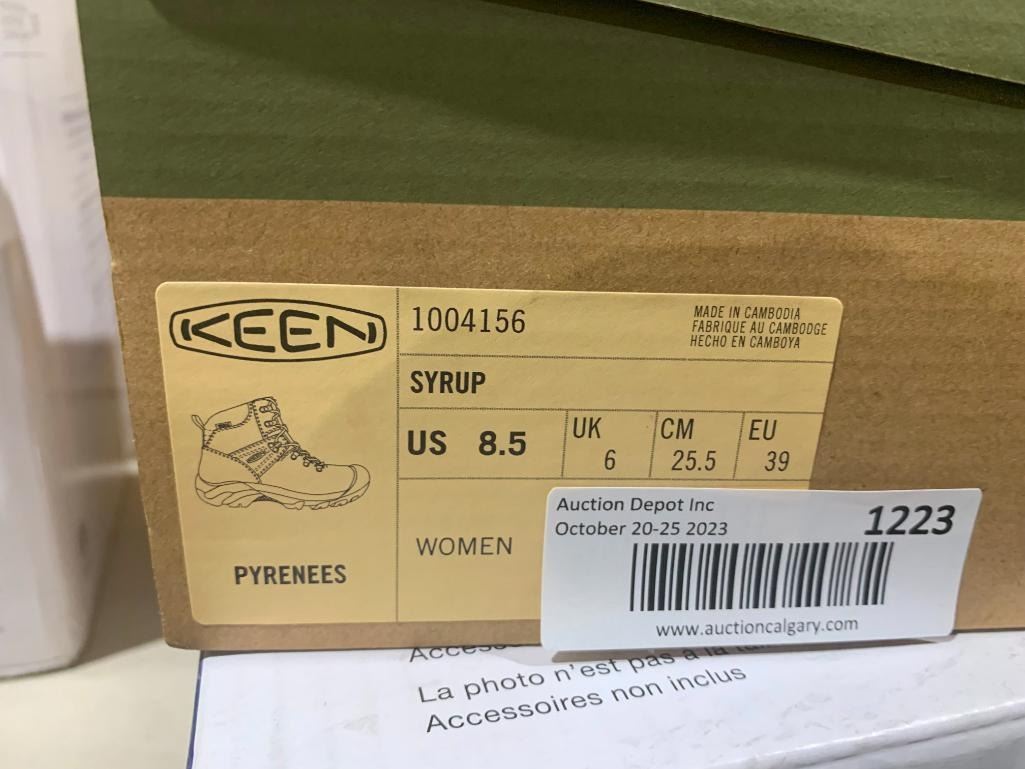 KEEN
1004156
MADE IN CAMBODIA
FABRIQUE AU CAMBODGE
HECHO EN CAMBOYA
SYRUP
US 8.5
UK 6
CM 25.5
EU 39
WOMEN
PYRENEES
Auction Depot Inc
October 20-25 2023
1223
www.auctioncalgary.com
La photo n'est pas à la
Accessoires non inclus